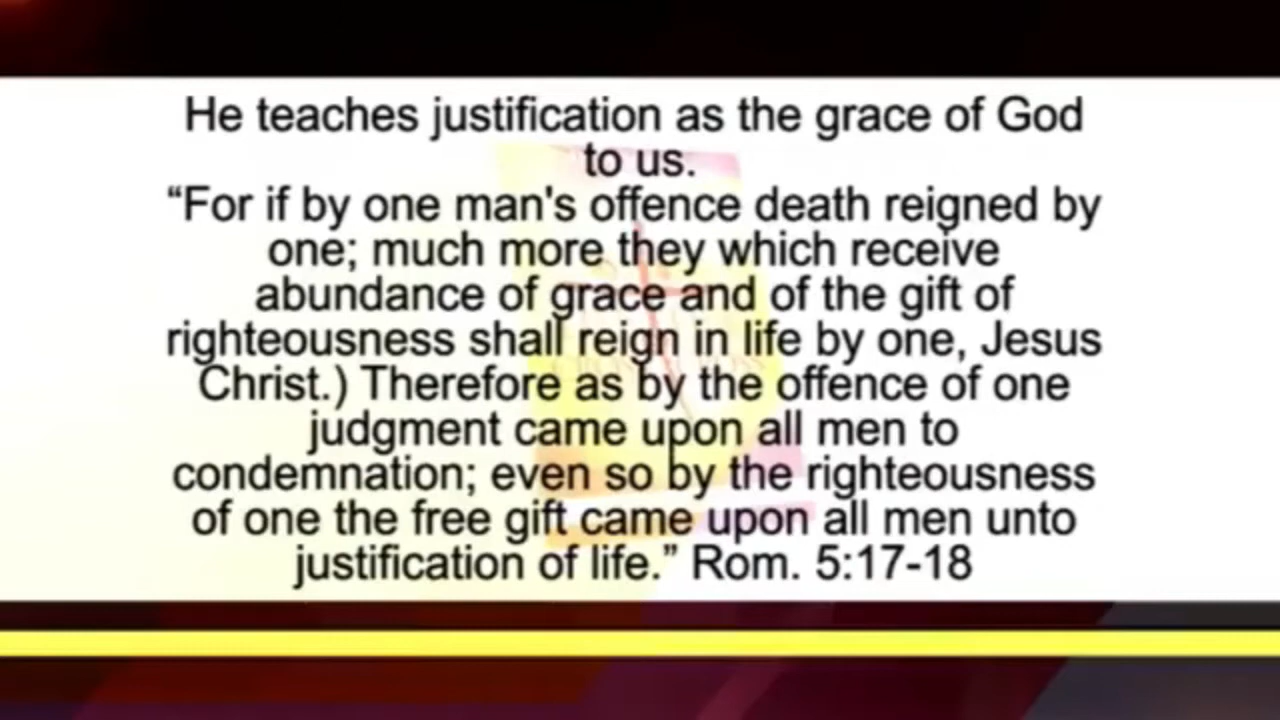 He teaches justification as the grace of God
to us.
“For if by one man's offence death reigned by
one; much more they which receive
abundance of grace and of the gift of
righteousness shall reign in life by one, Jesus
Christ.) Therefore as by the offence of one
judgment came upon all men to
condemnation; even so by the righteousness
of one the free gift came upon all men unto
justification of life.” Rom. 5:17-18